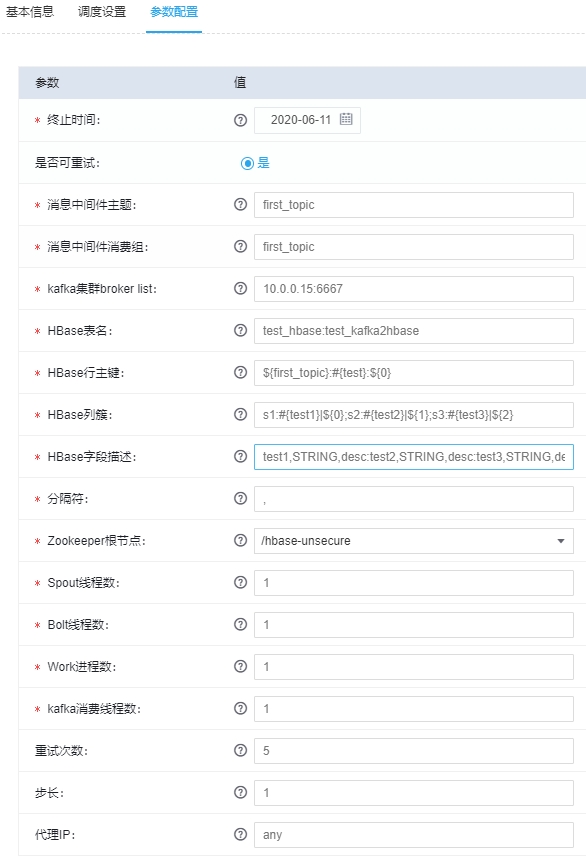 基本信息 调度设置 参数配置
参数 值
* 终止时间: 2020-06-11
是否可重试: 是
* 消息中间件主题: first_topic
* 消息中间件消费组: first_topic
* kafka集群broker list: 10.0.0.15:6667
* HBase表名: test_hbase:test_kafka2hbase
* HBase行主键: ${first_topic}:#{test}:${0}
* HBase列簇: s1:#{test1}|${0};s2:#{test2}|${1};s3:#{test3}|${2}
* HBase字段描述: test1,STRING,desc:test2,STRING,desc:test3,STRING,de
* 分隔符: ,
* Zookeeper根节点: /hbase-unsecure
* Spout线程数: 1
* Bolt线程数: 1
* Work进程数: 1
* kafka消费线程数: 1
重试次数: 5
步长: 1
代理IP: any